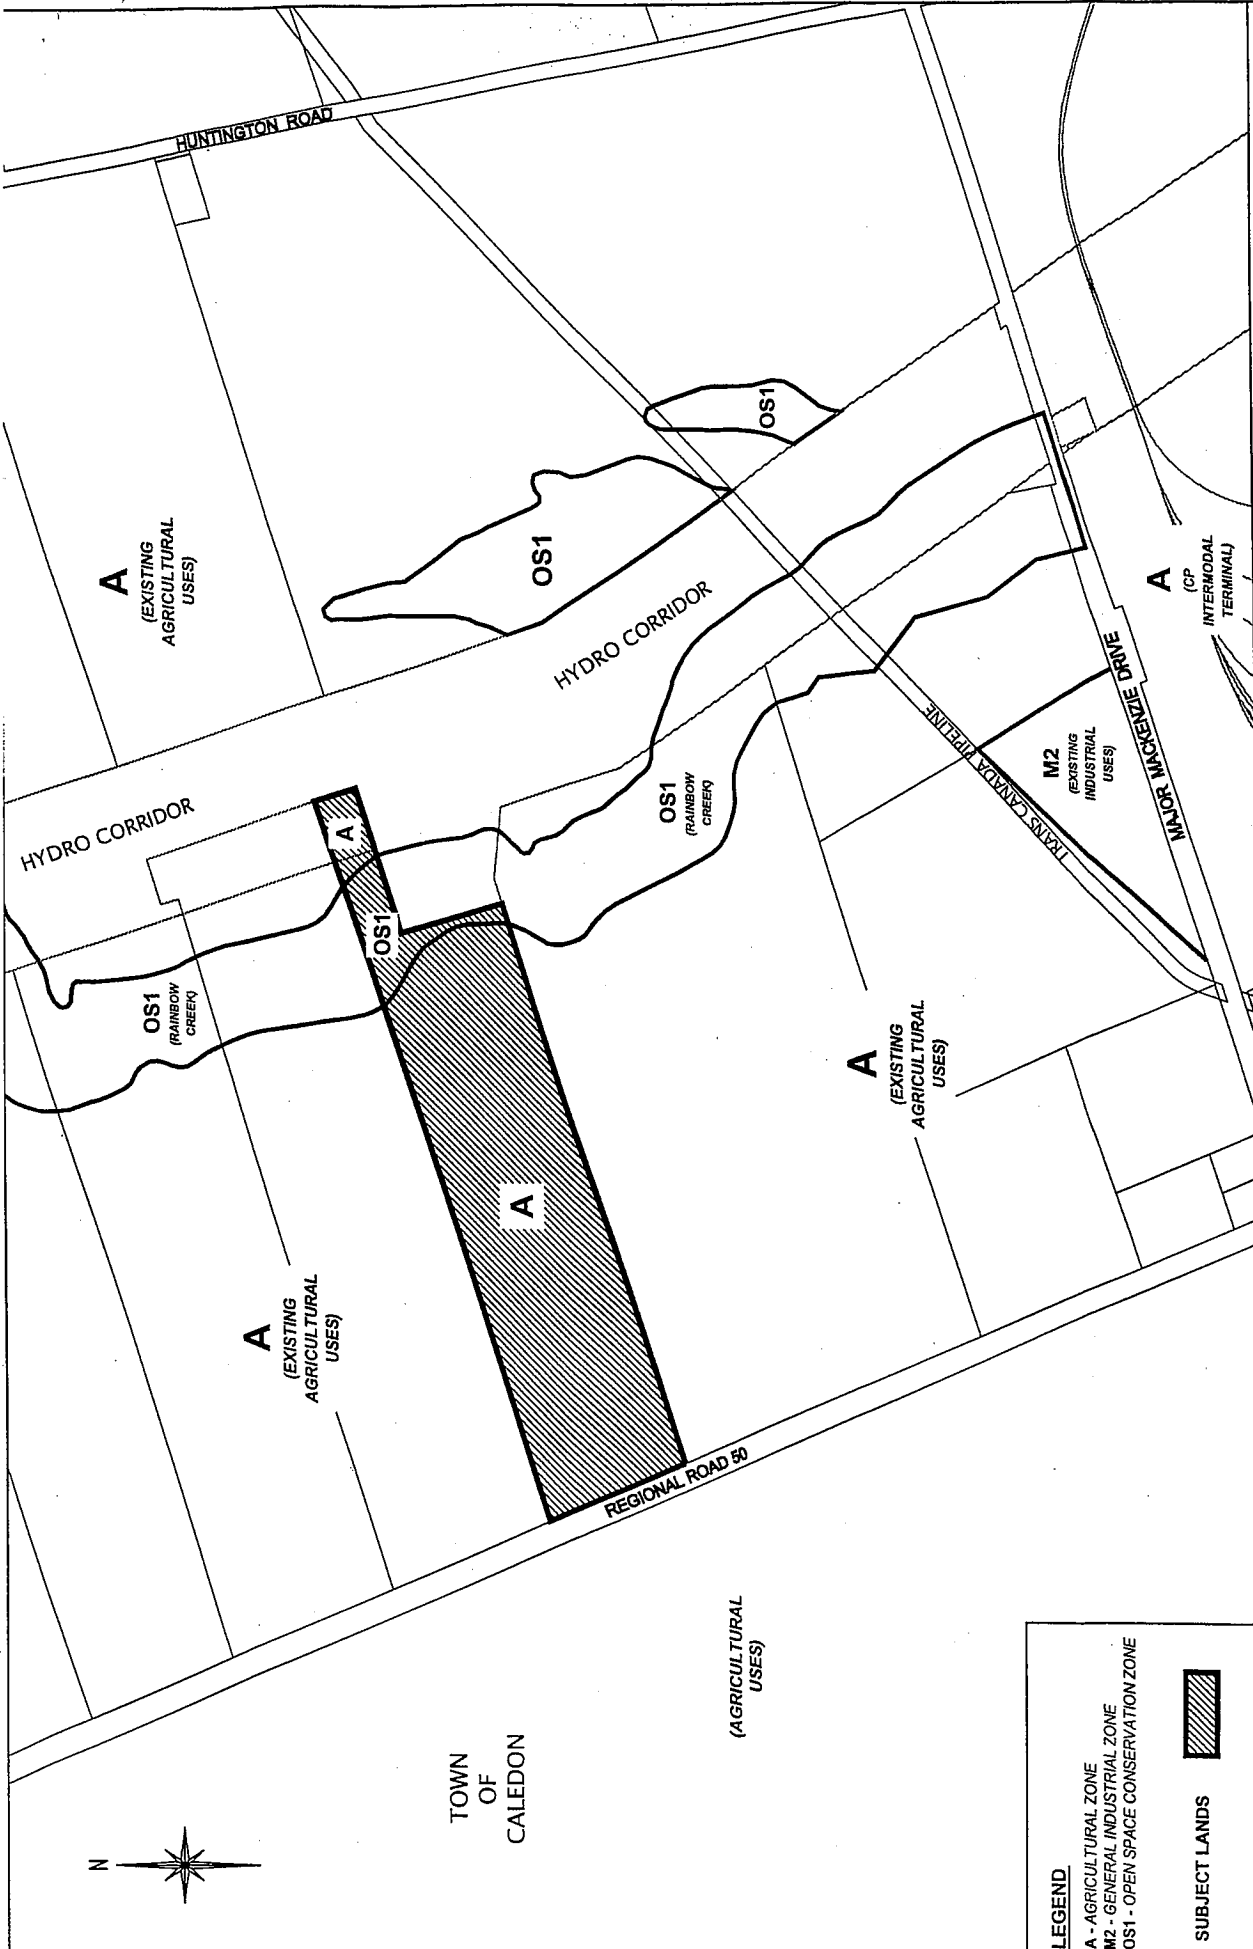 HUNTINGTON ROAD
A
(EXISTING
AGRICULTURAL
USES)
OS1
OS1
HYDRO CORRIDOR
HYDRO CORRIDOR
A
OS1
OS1
(RAINBOW
CREEK)
OS1
(RAINBOW
CREEK)
TRANS CANADA PIPELINE
M2
(EXISTING
INDUSTRIAL
USES)
MAJOR MACKENZIE DRIVE
A
(CP
INTERMODAL
TERMINAL)
A
(EXISTING
AGRICULTURAL
USES)
A
A
(EXISTING
AGRICULTURAL
USES)
REGIONAL ROAD 50
(AGRICULTURAL
USES)
TOWN
OF
CALEDON
N
LEGEND
A - AGRICULTURAL ZONE
M2 - GENERAL INDUSTRIAL ZONE
OS1 - OPEN SPACE CONSERVATION ZONE
SUBJECT LANDS